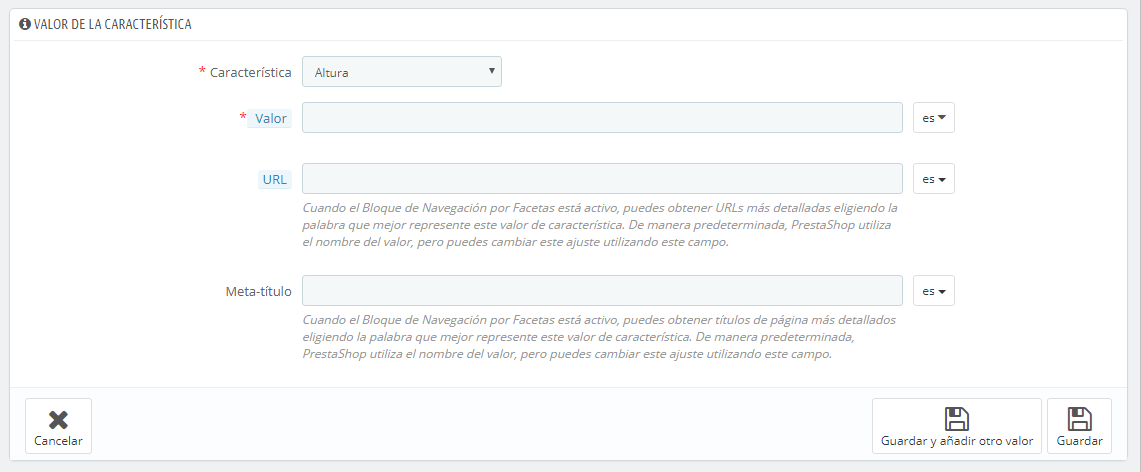 VALOR DE LA CARACTERÍSTICA
* Característica Altura
* Valor es
URL es
Cuando el Bloque de Navegación por Facetas está activo, puedes obtener URLs más detalladas eligiendo la
palabra que mejor represente este valor de característica. De manera predeterminada, PrestaShop utiliza
el nombre del valor, pero puedes cambiar este ajuste utilizando este campo.
Meta-título es
Cuando el Bloque de Navegación por Facetas está activo, puedes obtener títulos de página más detallados
eligiendo la palabra que mejor represente este valor de característica. De manera predeterminada,
PrestaShop utiliza el nombre del valor, pero puedes cambiar este ajuste utilizando este campo.
Cancelar Guardar y añadir otro valor Guardar